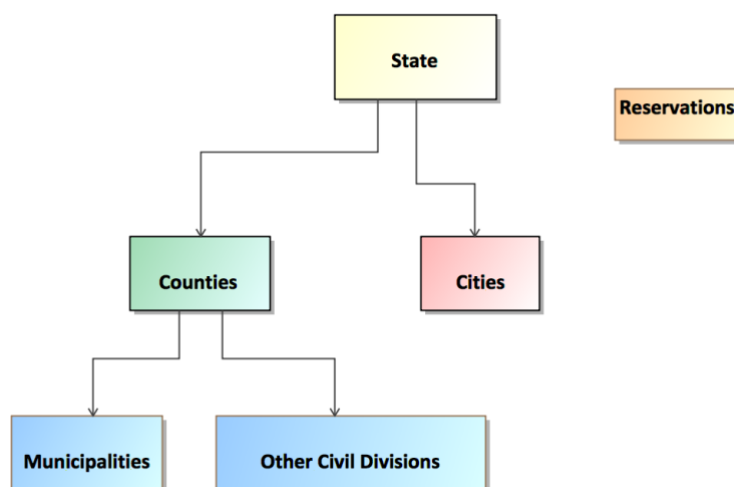 State
Reservations
Counties
Cities
Municipalities
Other Civil Divisions